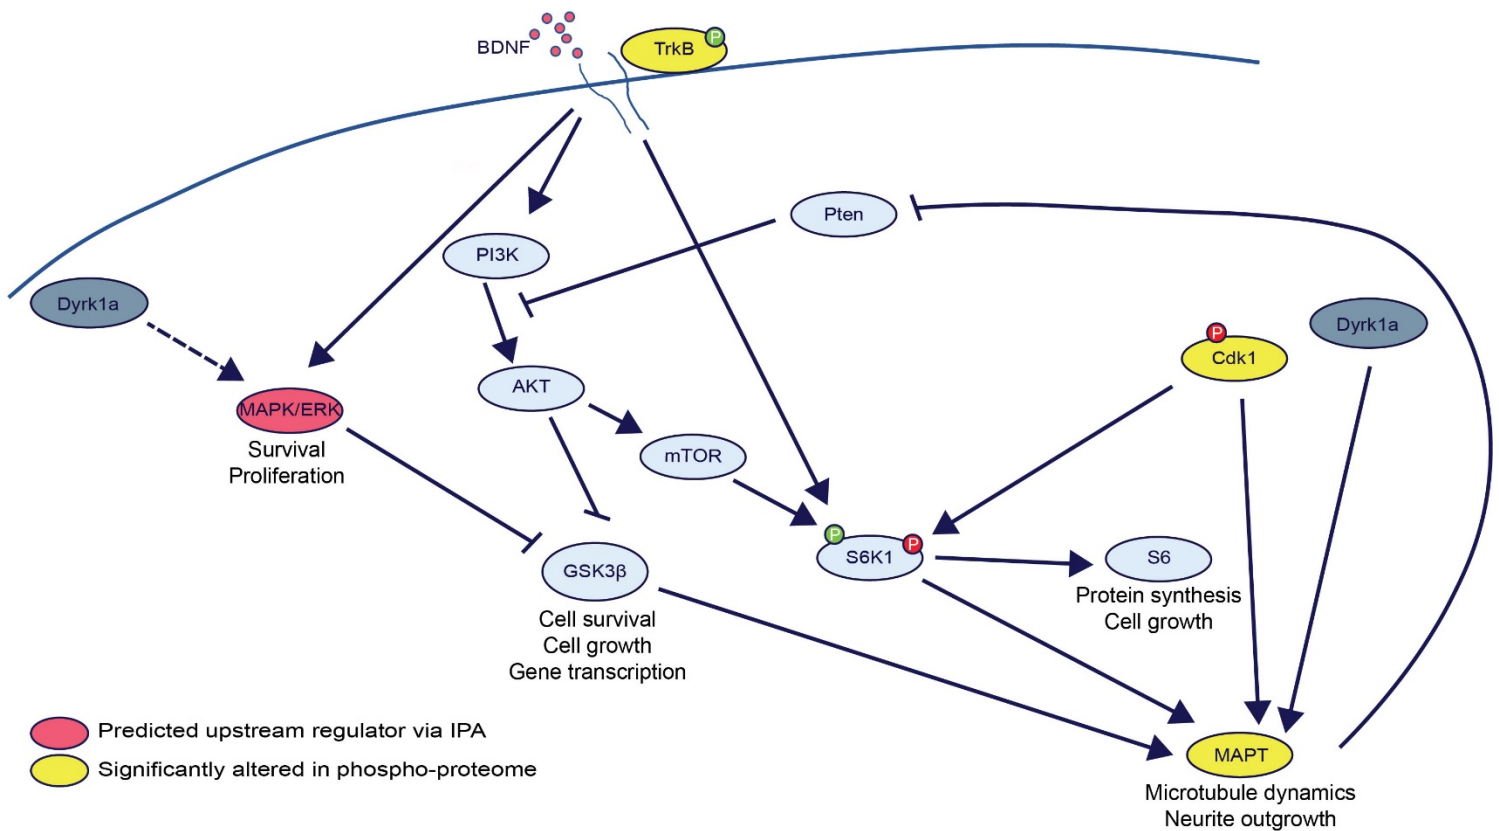 BDNF
TrkB
P
Pten
PI3K
Dyrk1a
Dyrk1a
P
Cdk1
AKT
MAPK/ERK
Survival
Proliferation
mTOR
P
P
S6K1
S6
Protein synthesis
Cell growth
GSK3β
Cell survival
Cell growth
Gene transcription
Predicted upstream regulator via IPA
Significantly altered in phospho-proteome
MAPT
Microtubule dynamics
Neurite outgrowth